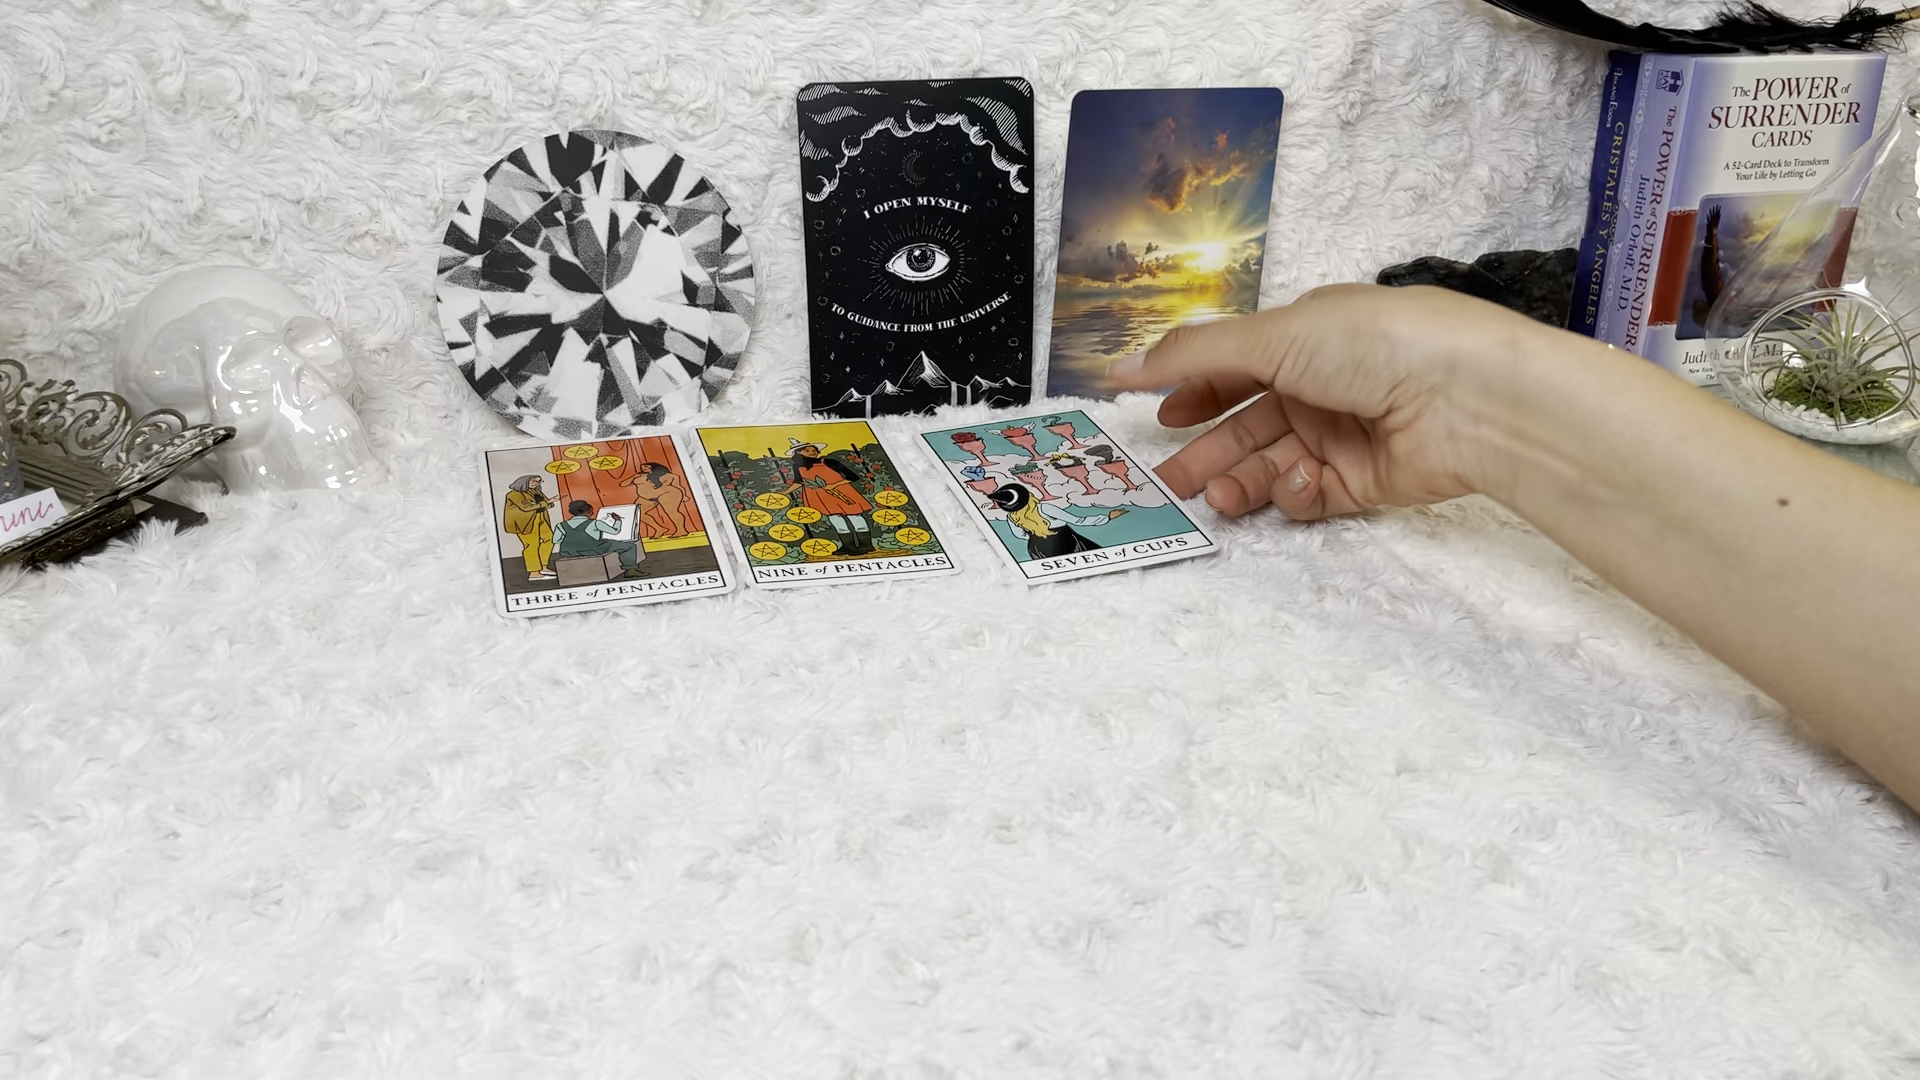 I OPEN MYSELF
TO GUIDANCE FROM THE UNIVERSE
THREE of PENTACLES
NINE of PENTACLES
SEVEN of CUPS
CRISTALES Y ÁNGELES
The POWER of SURRENDER
Judith Orloff, M.D.
The POWER of
SURRENDER
CARDS
A 52-Card Deck to Transform
Your Life by Letting Go